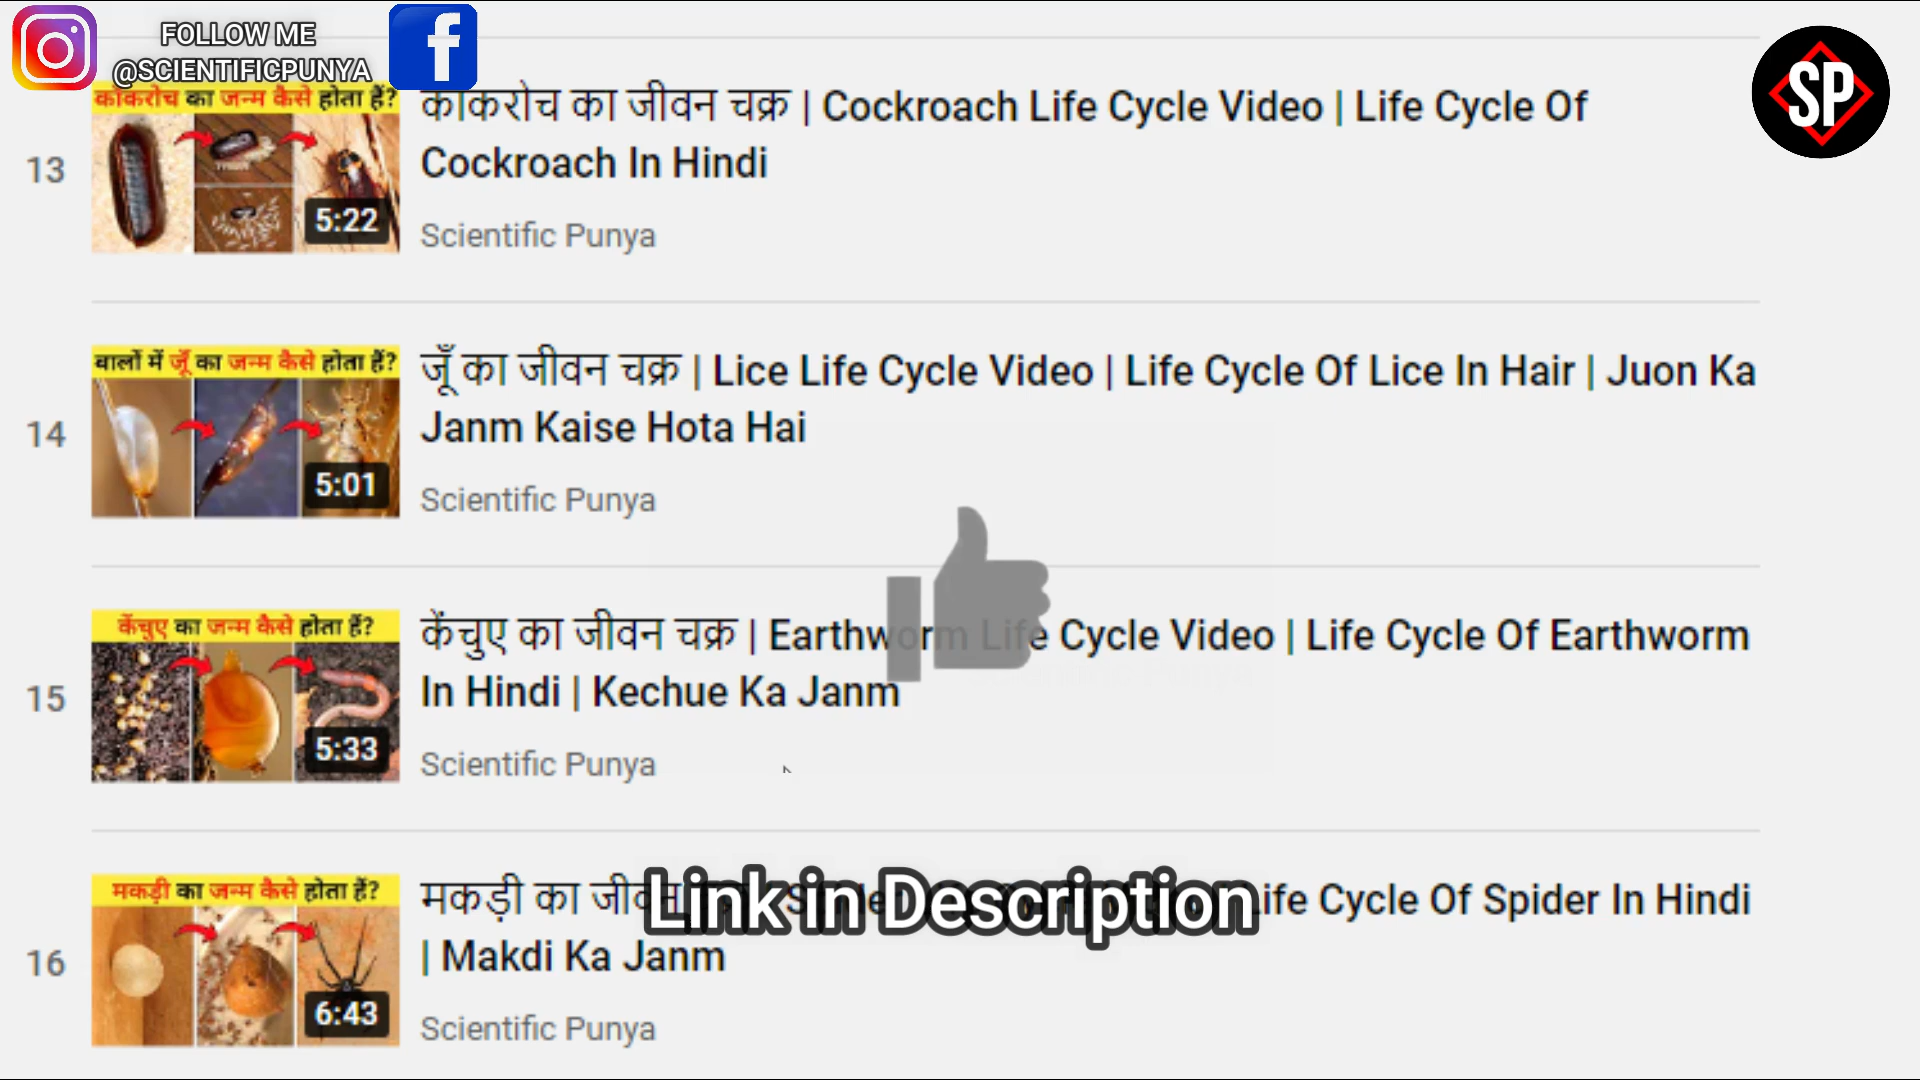 FOLLOW ME
@SCIENTIFICPUNYA
f
SP
13
कॉकरोच का जन्म कैसे होता हैं?
5:22
कॉकरोच का जीवन चक्र | Cockroach Life Cycle Video | Life Cycle Of
Cockroach In Hindi
Scientific Punya
14
बालों में जूँ का जन्म कैसे होता हैं?
5:01
जूँ का जीवन चक्र | Lice Life Cycle Video | Life Cycle Of Lice In Hair | Juon Ka
Janm Kaise Hota Hai
Scientific Punya
15
केंचुए का जन्म कैसे होता हैं?
5:33
केंचुए का जीवन चक्र | Earthworm Life Cycle Video | Life Cycle Of Earthworm
In Hindi | Kechue Ka Janm
Scientific Punya
16
मकड़ी का जन्म कैसे होता हैं?
6:43
मकड़ी का जीवन Life Cycle Of Spider In Hindi
| Makdi Ka Janm
Scientific Punya
Link in Description